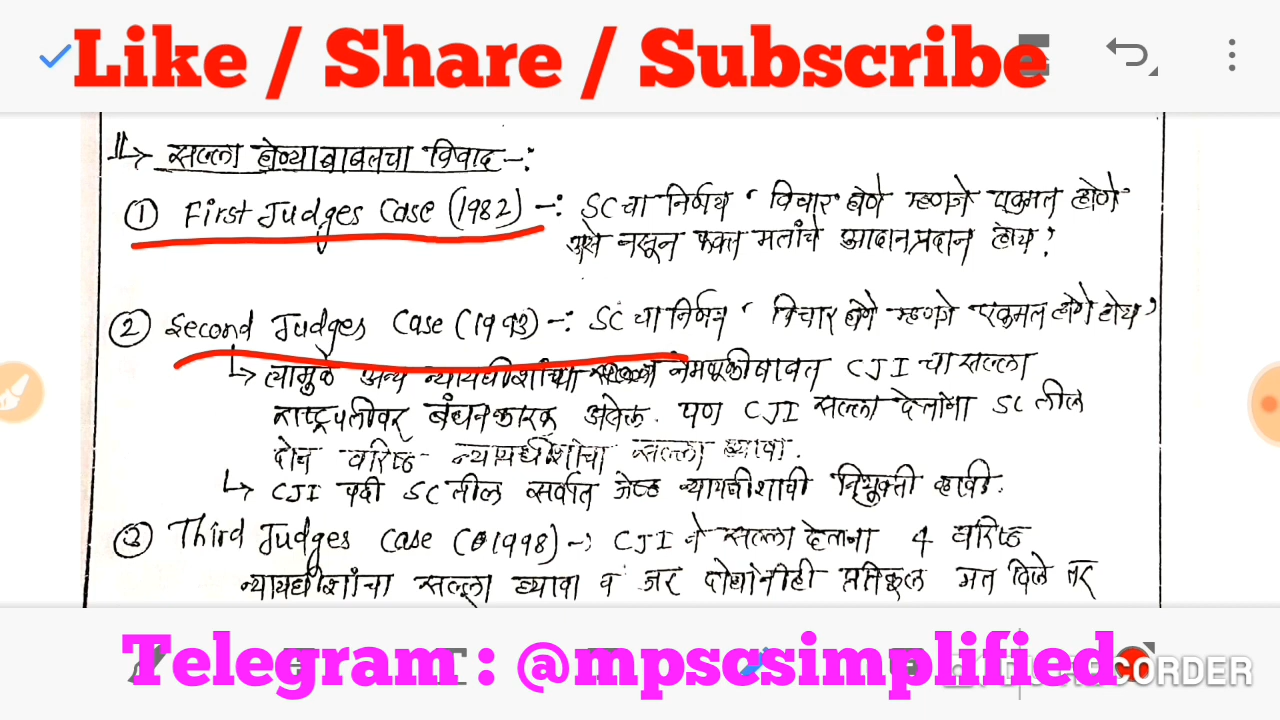 Like / Share / Subscribe
सल्ला घेण्याबाबतचा विवाद -:
① First Judges Case (1982) -: SC चा निर्णय ' विचार घेणे म्हणजे एकमत होणे
असे नसून फक्त मतांचे आदानप्रदान होय '
② Second Judges Case (1993) -: SC चा निर्णय ' विचार घेणे म्हणजे एकमत होणे होय '
↳ त्यामुळे अन्य न्यायधीशांच्या नेमणूकीबाबत CJI चा सल्ला
राष्ट्रपतीवर बंधनकारक असेल. पण CJI सल्ला देतांना SC तील
दोन वरिष्ठ न्यायधीशांचा सल्ला घ्यावा.
↳ CJI पदी SC तील सर्वात जेष्ठ न्यायधीशाची नियुक्ती व्हावी.
③ Third Judges Case (1998) -: CJI ने सल्ला देताना 4 वरिष्ठ
न्यायधीशांचा सल्ला घ्यावा व जर दोघांनीही प्रतिकूल मत दिले तर
Telegram : @mpscsimplified
RECORDER